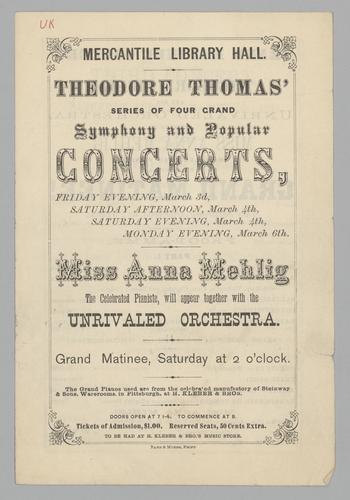 UK
MERCANTILE LIBRARY HALL.
THEODORE THOMAS'
SERIES OF FOUR GRAND
Symphony and Popular
CONCERTS,
FRIDAY EVENING, March 3d,
SATURDAY AFTERNOON, March 4th,
SATURDAY EVENING, March 4th,
MONDAY EVENING, March 6th.
Miss Anna Mehlig
The Celebrated Pianiste, will appear together with the
UNRIVALED ORCHESTRA.
Grand Matinee, Saturday at 2 o'clock.
The Grand Pianos used are from the celebrated manufactory of Steinway
& Sons. Warerooms, in Pittsburgh, at H. KLEBER & BROS.
DOORS OPEN AT 7 1-4. TO COMMENCE AT 8.
Tickets of Admission, $1.00. Reserved Seats, 50 Cents Extra.
TO BE HAD AT H. KLEBER & BRO.'S MUSIC STORE.